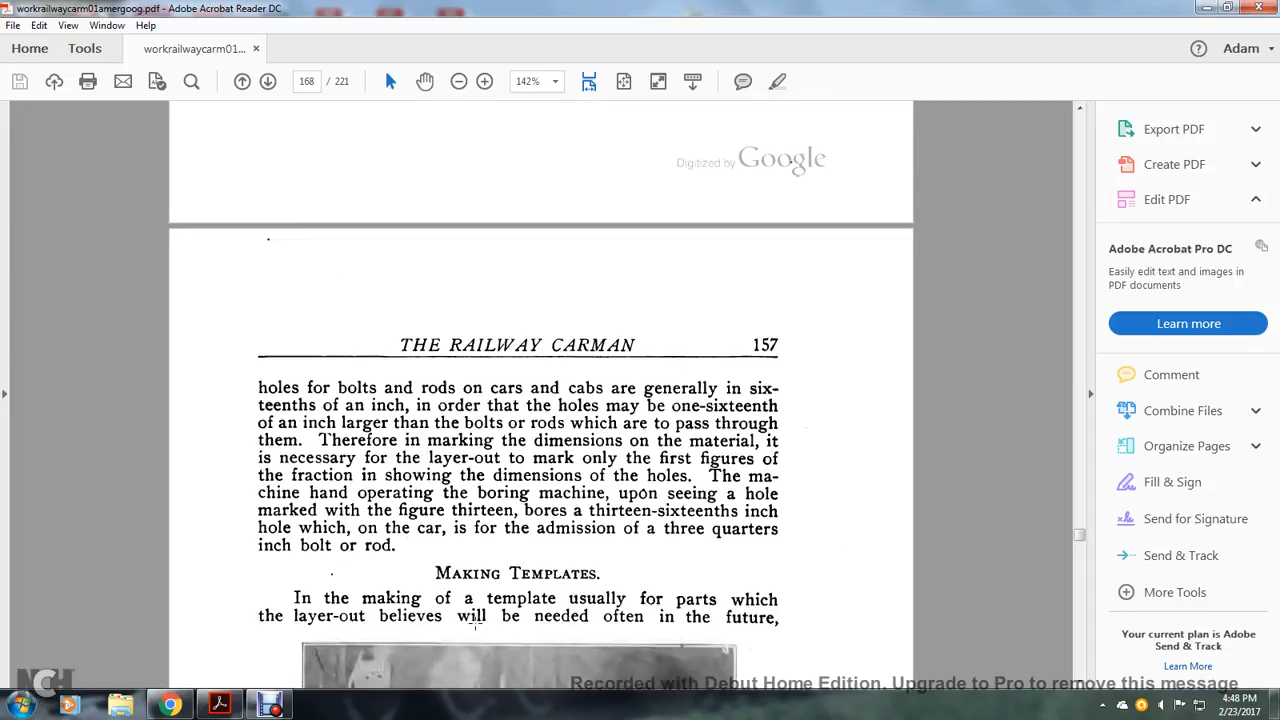 workrailwaycarm01amergoog.pdf - Adobe Acrobat Reader DC
File Edit View Window Help
Home Tools workrailwaycarm01... × Adam
168 / 221 142%
Digitized by Google
THE RAILWAY CARMAN 157
holes for bolts and rods on cars and cabs are generally in six-
teenths of an inch, in order that the holes may be one-sixteenth
of an inch larger than the bolts or rods which are to pass through
them. Therefore in marking the dimensions on the material, it
is necessary for the layer-out to mark only the first figures of
the fraction in showing the dimensions of the holes. The ma-
chine hand operating the boring machine, upon seeing a hole
marked with the figure thirteen, bores a thirteen-sixteenths inch
hole which, on the car, is for the admission of a three quarters
inch bolt or rod.
MAKING TEMPLATES.
In the making of a template usually for parts which
the layer-out believes will be needed often in the future,
Export PDF
Create PDF
Edit PDF
Adobe Acrobat Pro DC
Easily edit text and images in
PDF documents
Learn more
Comment
Combine Files
Organize Pages
Fill & Sign
Send for Signature
Send & Track
More Tools
Your current plan is Adobe
Send & Track
Learn More
NCH
Recorded with Debut Home Edition. Upgrade to Pro to remove this message
4:48 PM
2/23/2017